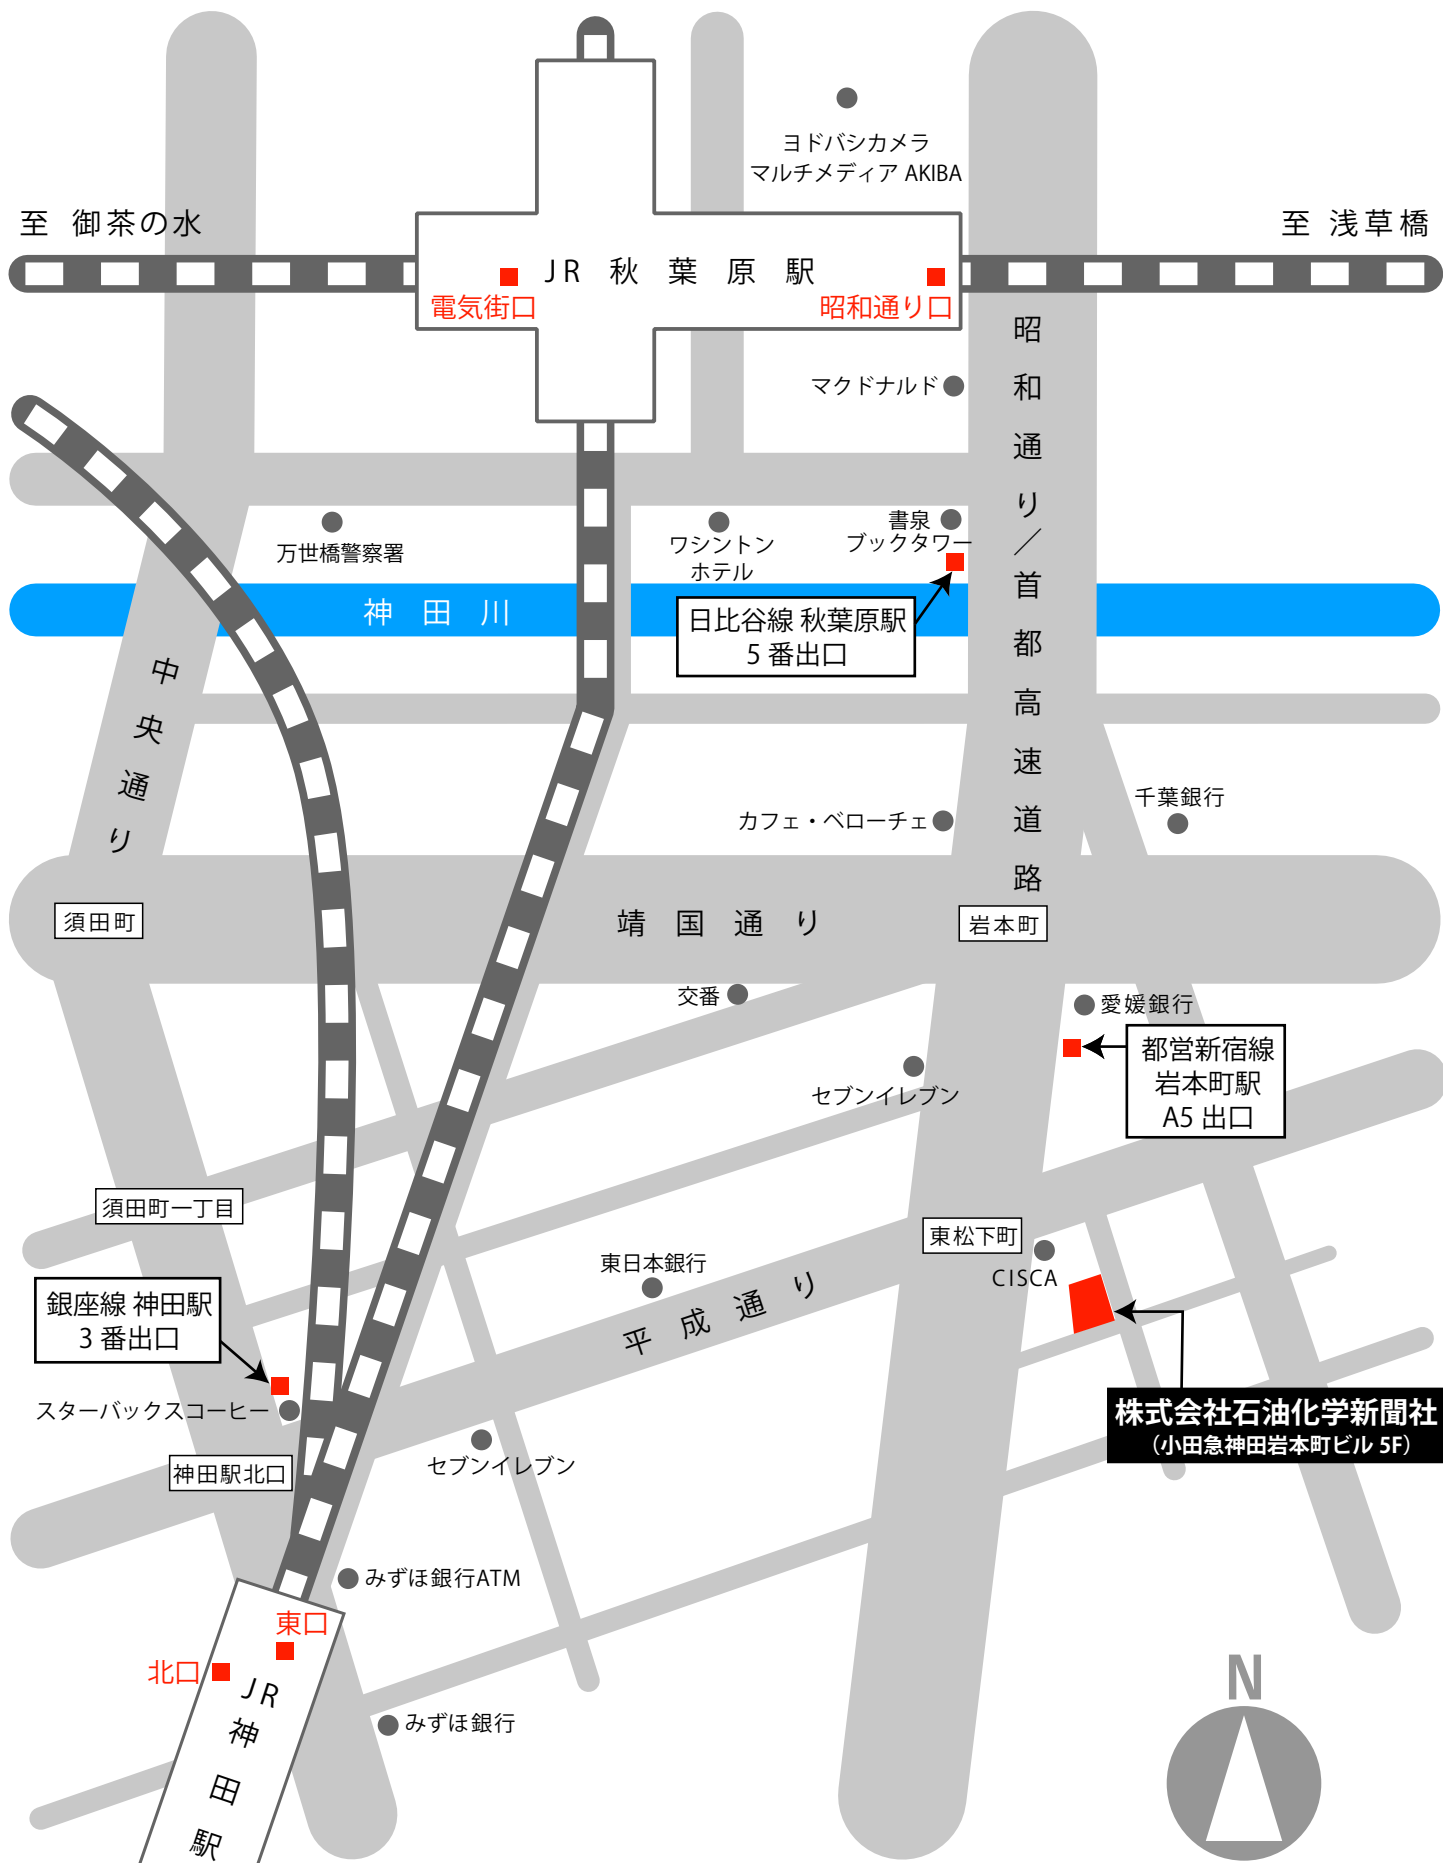 ヨドバシカメラ
マルチメディア AKIBA
至 御茶の水
至 浅草橋
JR 秋葉原駅
電気街口
昭和通り口
マクドナルド
昭和通り／首都高速道路
万世橋警察署
ワシントン
ホテル
書泉
ブックタワー
神田川
日比谷線 秋葉原駅
5 番出口
中央通り
カフェ・ベローチェ
千葉銀行
須田町
靖国通り
岩本町
交番
愛媛銀行
都営新宿線
岩本町駅
A5 出口
セブンイレブン
須田町一丁目
東松下町
CISCA
東日本銀行
平成通り
銀座線 神田駅
3 番出口
スターバックスコーヒー
株式会社石油化学新聞社
（小田急神田岩本町ビル 5F）
神田駅北口
セブンイレブン
みずほ銀行ATM
東口
北口
JR神田駅
みずほ銀行
N